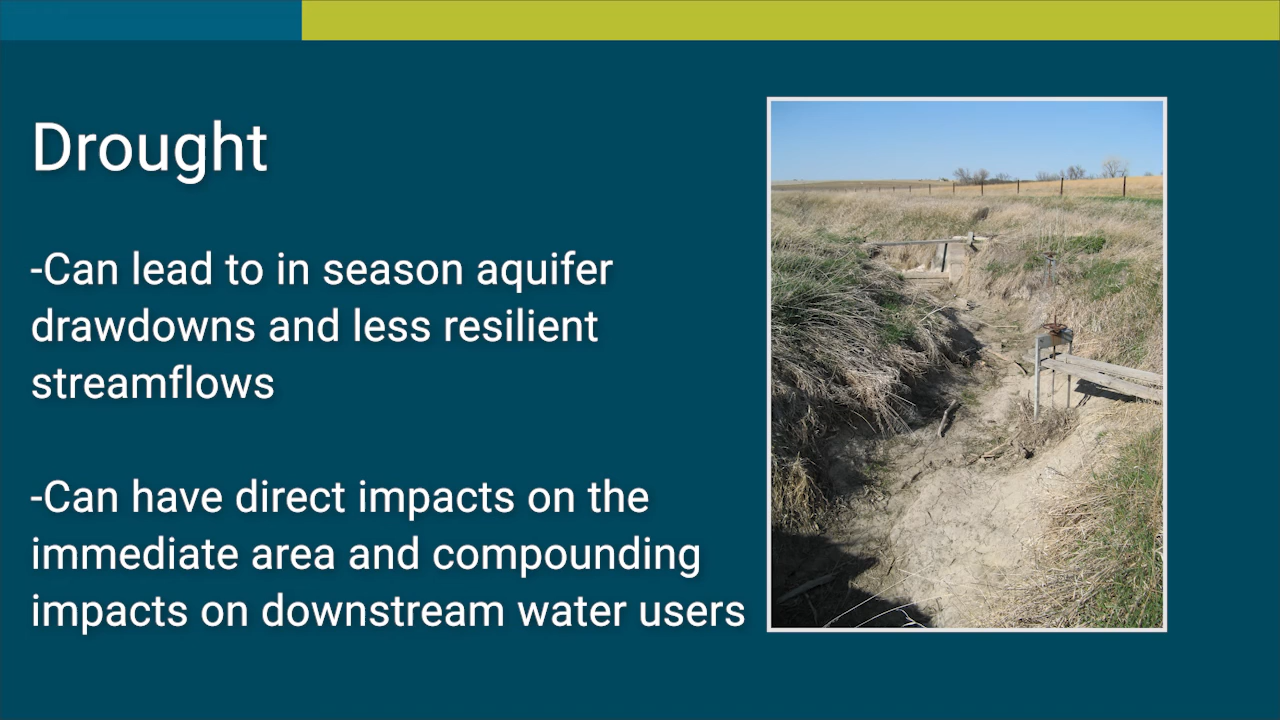 Drought
-Can lead to in season aquifer
drawdowns and less resilient
streamflows
-Can have direct impacts on the
immediate area and compounding
impacts on downstream water users